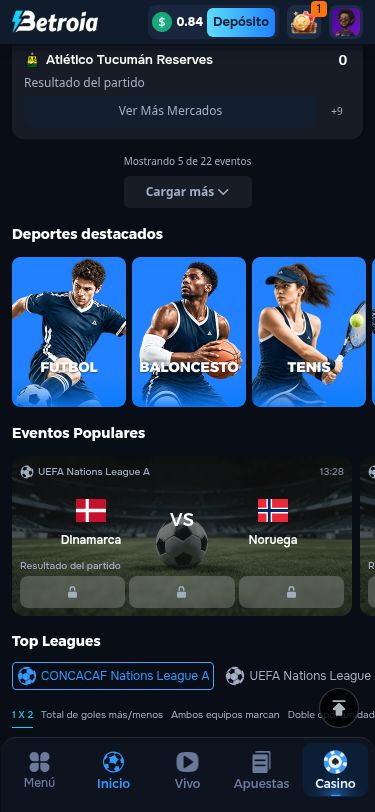 Betroia
$ 0.84 Depósito
1
Atlético Tucumán Reserves 0
Resultado del partido
Ver Más Mercados +9
Mostrando 5 de 22 eventos
Cargar más
Deportes destacados
FÚTBOL BALONCESTO TENIS
Eventos Populares
UEFA Nations League A 13:28
VS
Dinamarca Noruega
Resultado del partido R
Top Leagues
CONCACAF Nations League A UEFA Nations League
1 X 2 Total de goles más/menos Ambos equipos marcan Doble
Menú Inicio Vivo Apuestas Casino